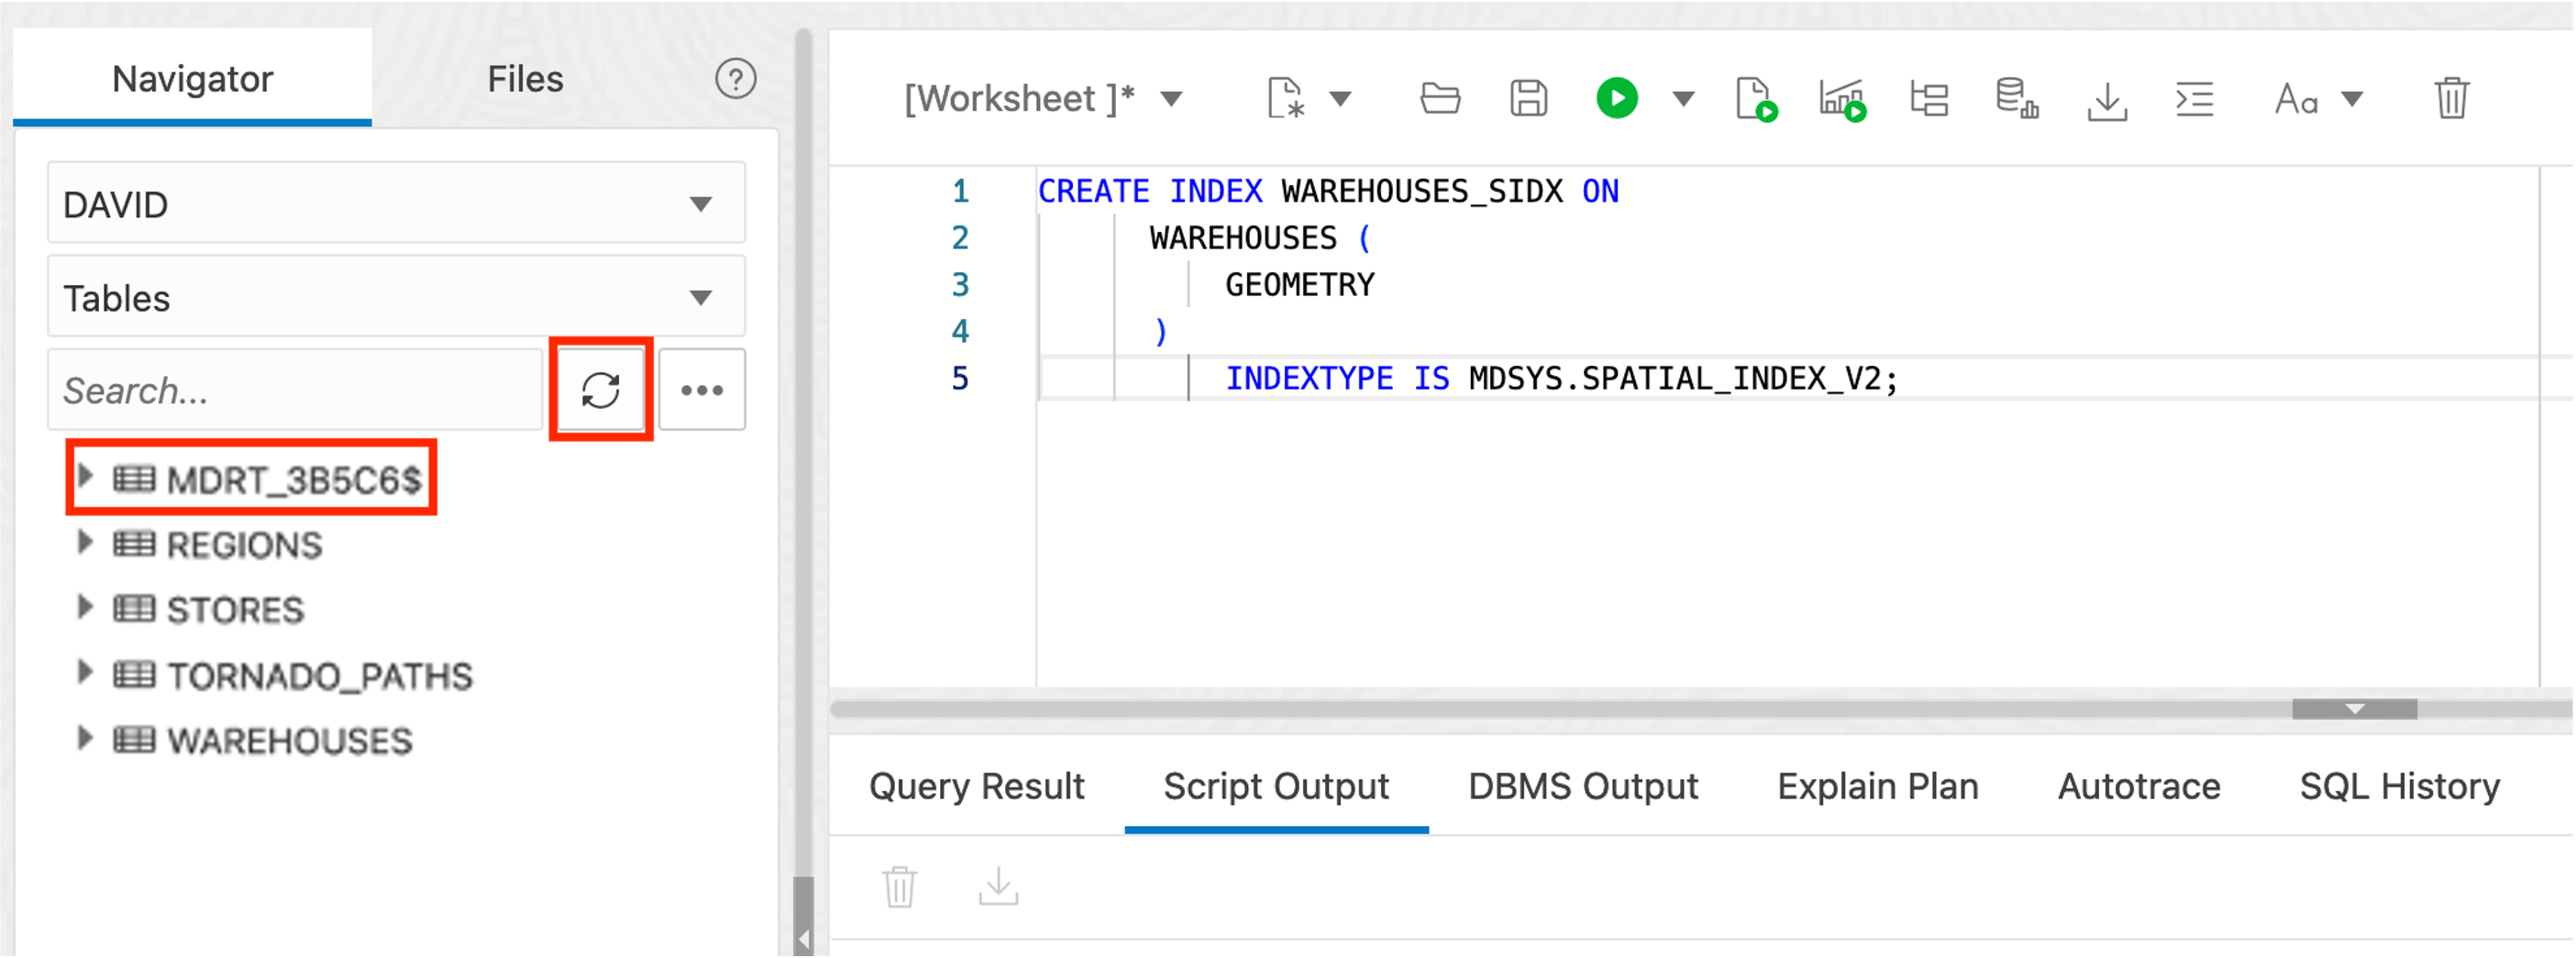 Navigator
Files
?
DAVID
Tables
Search...
MDRT_3B5C6$
REGIONS
STORES
TORNADO_PATHS
WAREHOUSES
[Worksheet ]*
Aa
1 CREATE INDEX WAREHOUSES_SIDX ON
2 WAREHOUSES (
3 GEOMETRY
4 )
5 INDEXTYPE IS MDSYS.SPATIAL_INDEX_V2;
Query Result
Script Output
DBMS Output
Explain Plan
Autotrace
SQL History